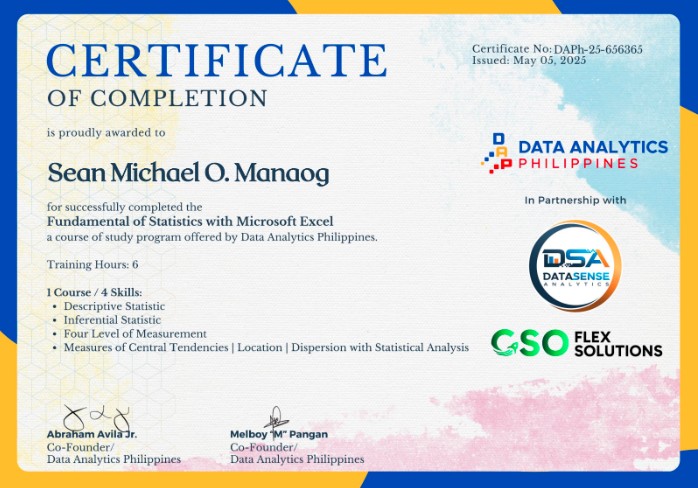 CERTIFICATE
OF COMPLETION
is proudly awarded to
Sean Michael O. Manaog
for successfully completed the
Fundamental of Statistics with Microsoft Excel
a course of study program offered by Data Analytics Philippines.
Training Hours: 6
1 Course / 4 Skills:
• Descriptive Statistic
• Inferential Statistic
• Four Level of Measurement
• Measures of Central Tendencies | Location | Dispersion with Statistical Analysis
Abraham Avila Jr.
Co-Founder/
Data Analytics Philippines
Melboy "M" Pangan
Co-Founder/
Data Analytics Philippines
Certificate No: DAPh-25-656365
Issued: May 05, 2025
DAP
DATA ANALYTICS
PHILIPPINES
In Partnership with
DSA
DATASENSE
ANALYTICS
GSO FLEX
SOLUTIONS